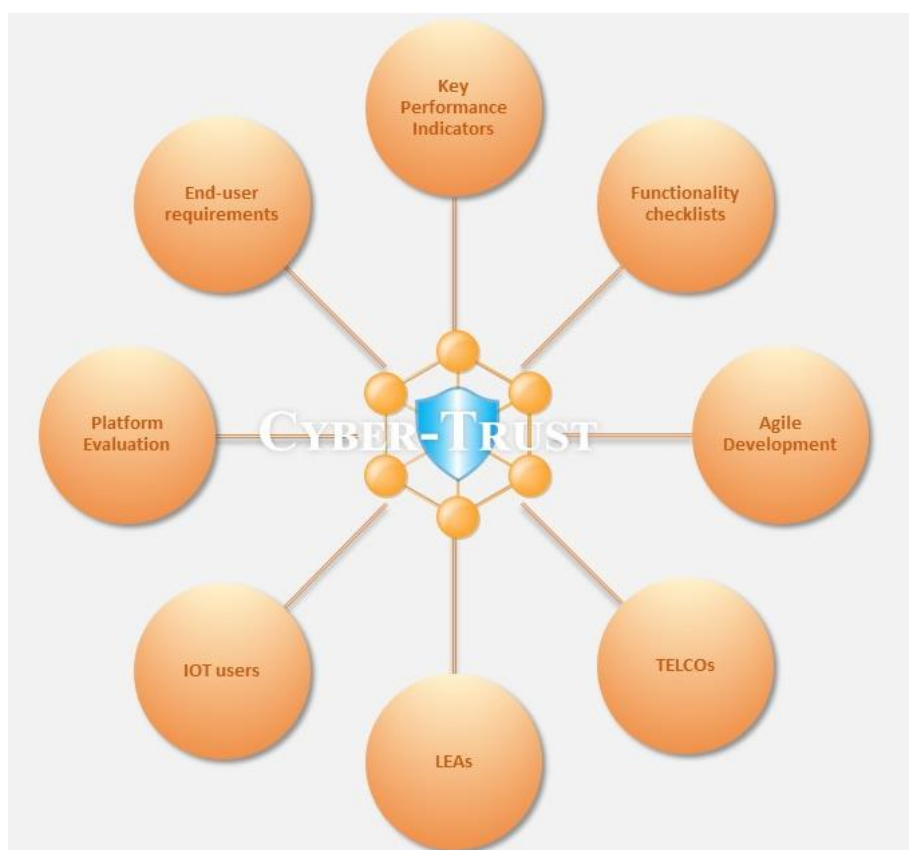 Key
Performance
Indicators
End-user
requirements
Functionality
checklists
Platform
Evaluation
CYBER-TRUST
Agile
Development
IOT users
TELCOs
LEAs